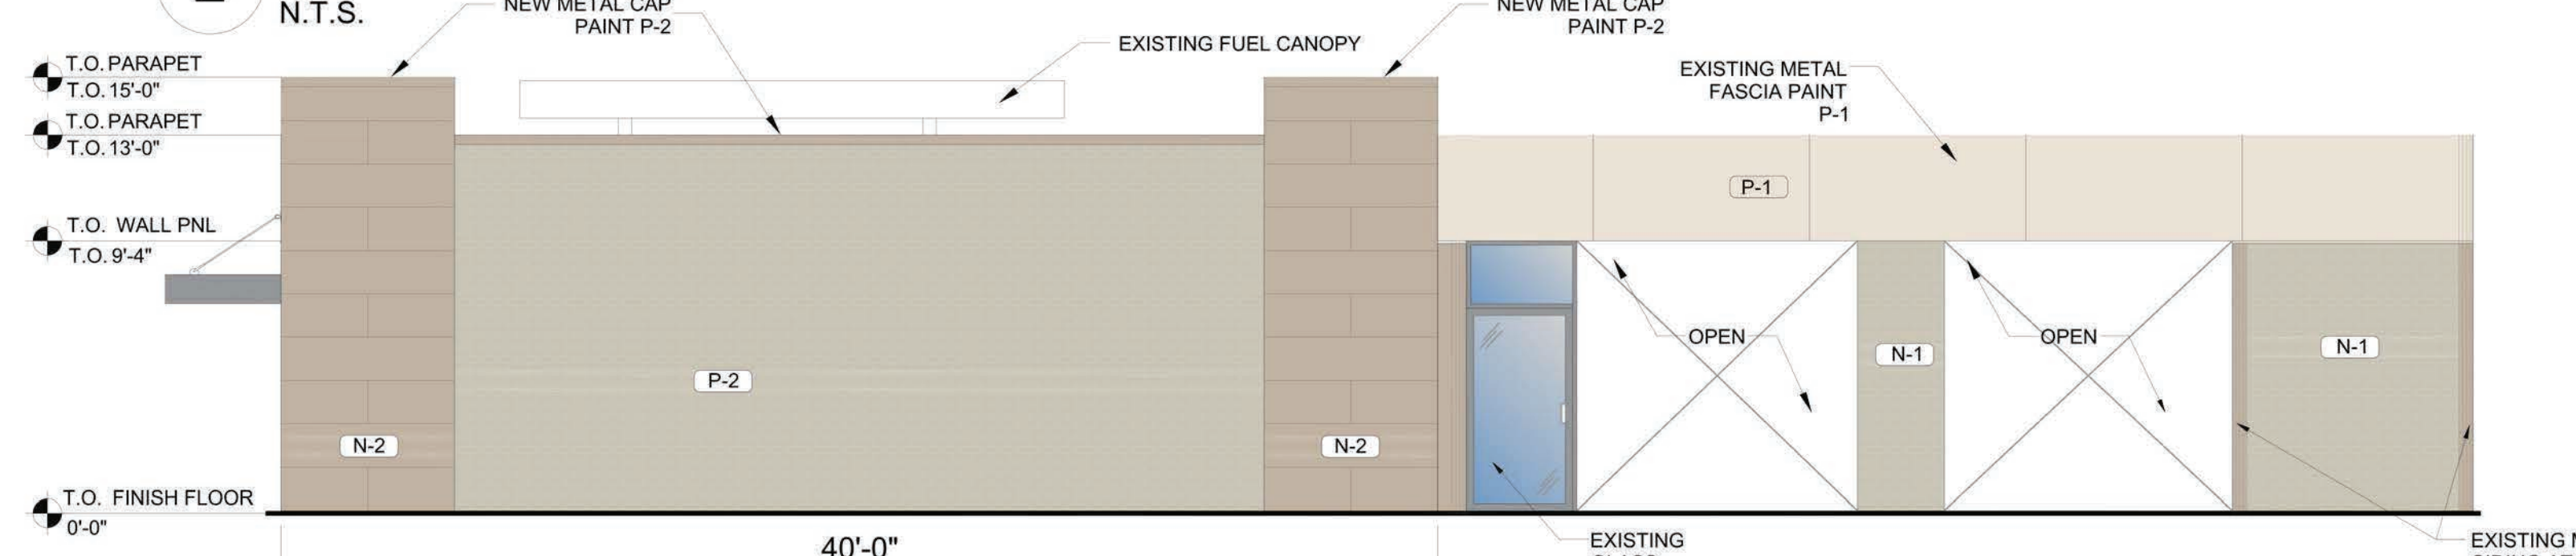 N.T.S.
NEW METAL CAP
PAINT P-2
NEW METAL CAP
PAINT P-2
EXISTING FUEL CANOPY
T.O. PARAPET
T.O. 15'-0"
EXISTING METAL
FASCIA PAINT
P-1
T.O. PARAPET
T.O. 13'-0"
P-1
T.O. WALL PNL
T.O. 9'-4"
OPEN
OPEN
N-1
N-1
P-2
N-2
N-2
T.O. FINISH FLOOR
0'-0"
40'-0"
EXISTING
EXISTING